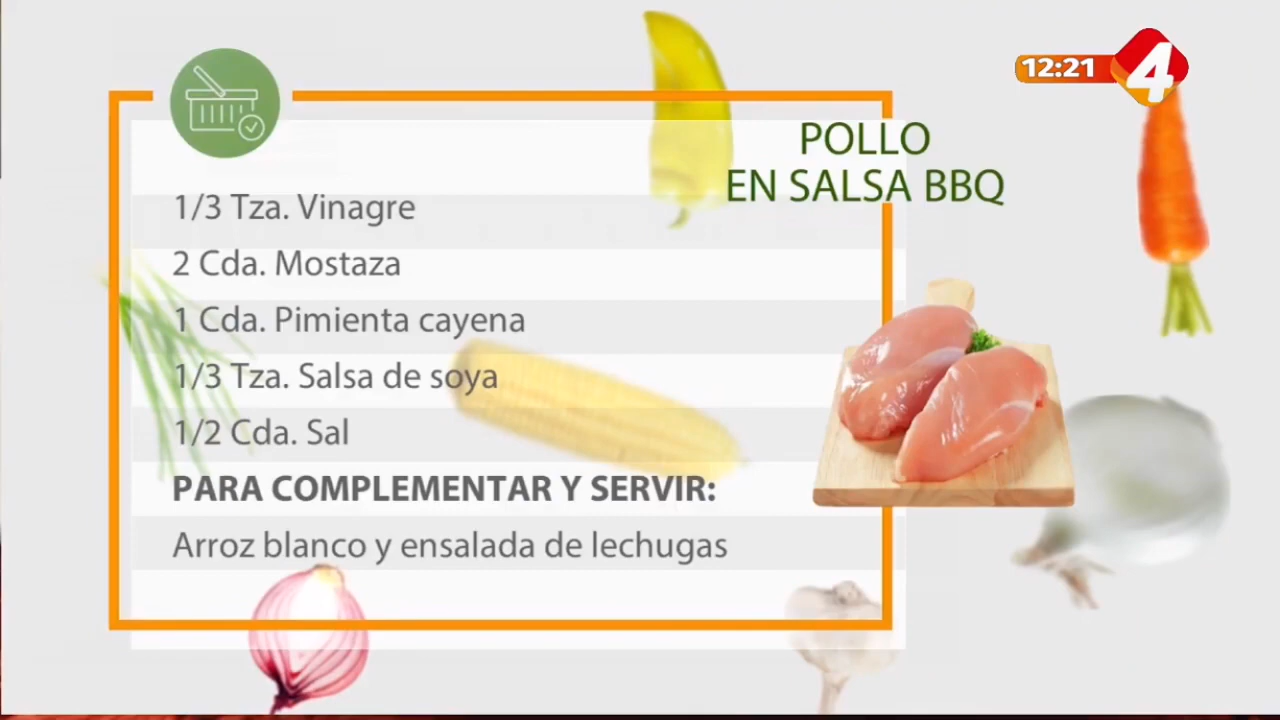 12:21
4
POLLO
EN SALSA BBQ
1/3 Tza. Vinagre
2 Cda. Mostaza
1 Cda. Pimienta cayena
1/3 Tza. Salsa de soya
1/2 Cda. Sal
PARA COMPLEMENTAR Y SERVIR:
Arroz blanco y ensalada de lechugas